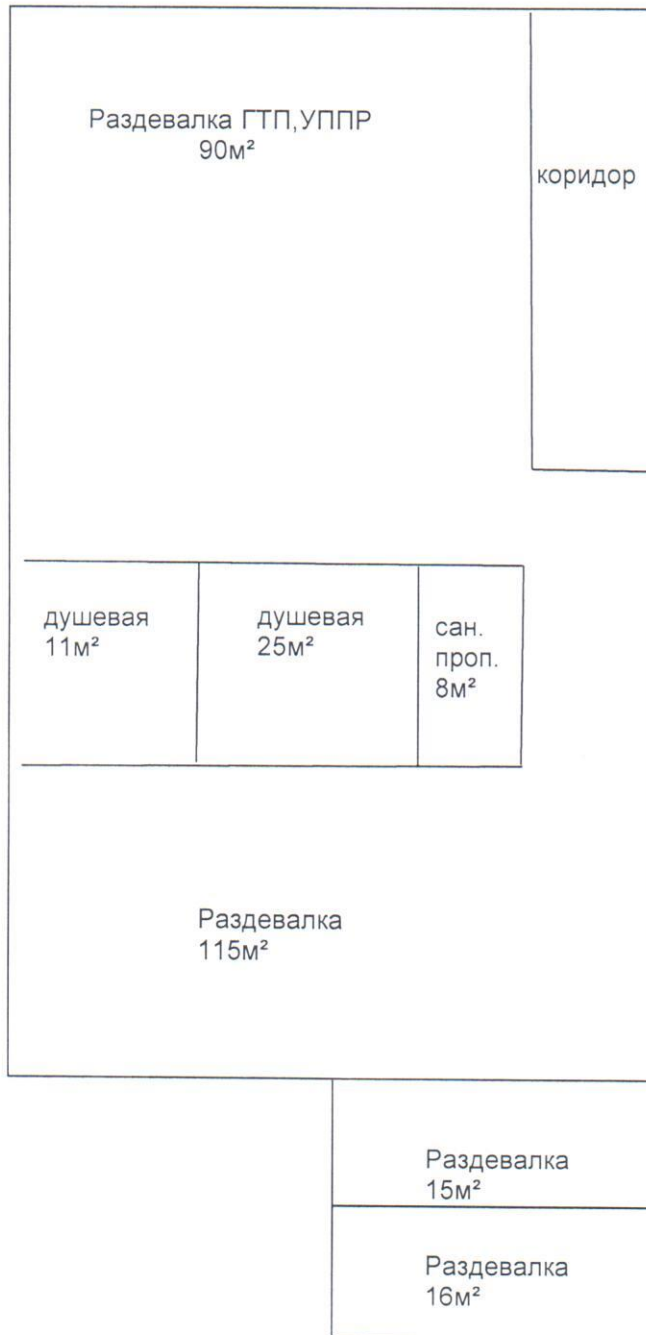 Раздевалка ГТП,УППР
90м²
коридор
душевая
11м²
душевая
25м²
сан.
проп.
8м²
Раздевалка
115м²
Раздевалка
15м²
Раздевалка
16м²